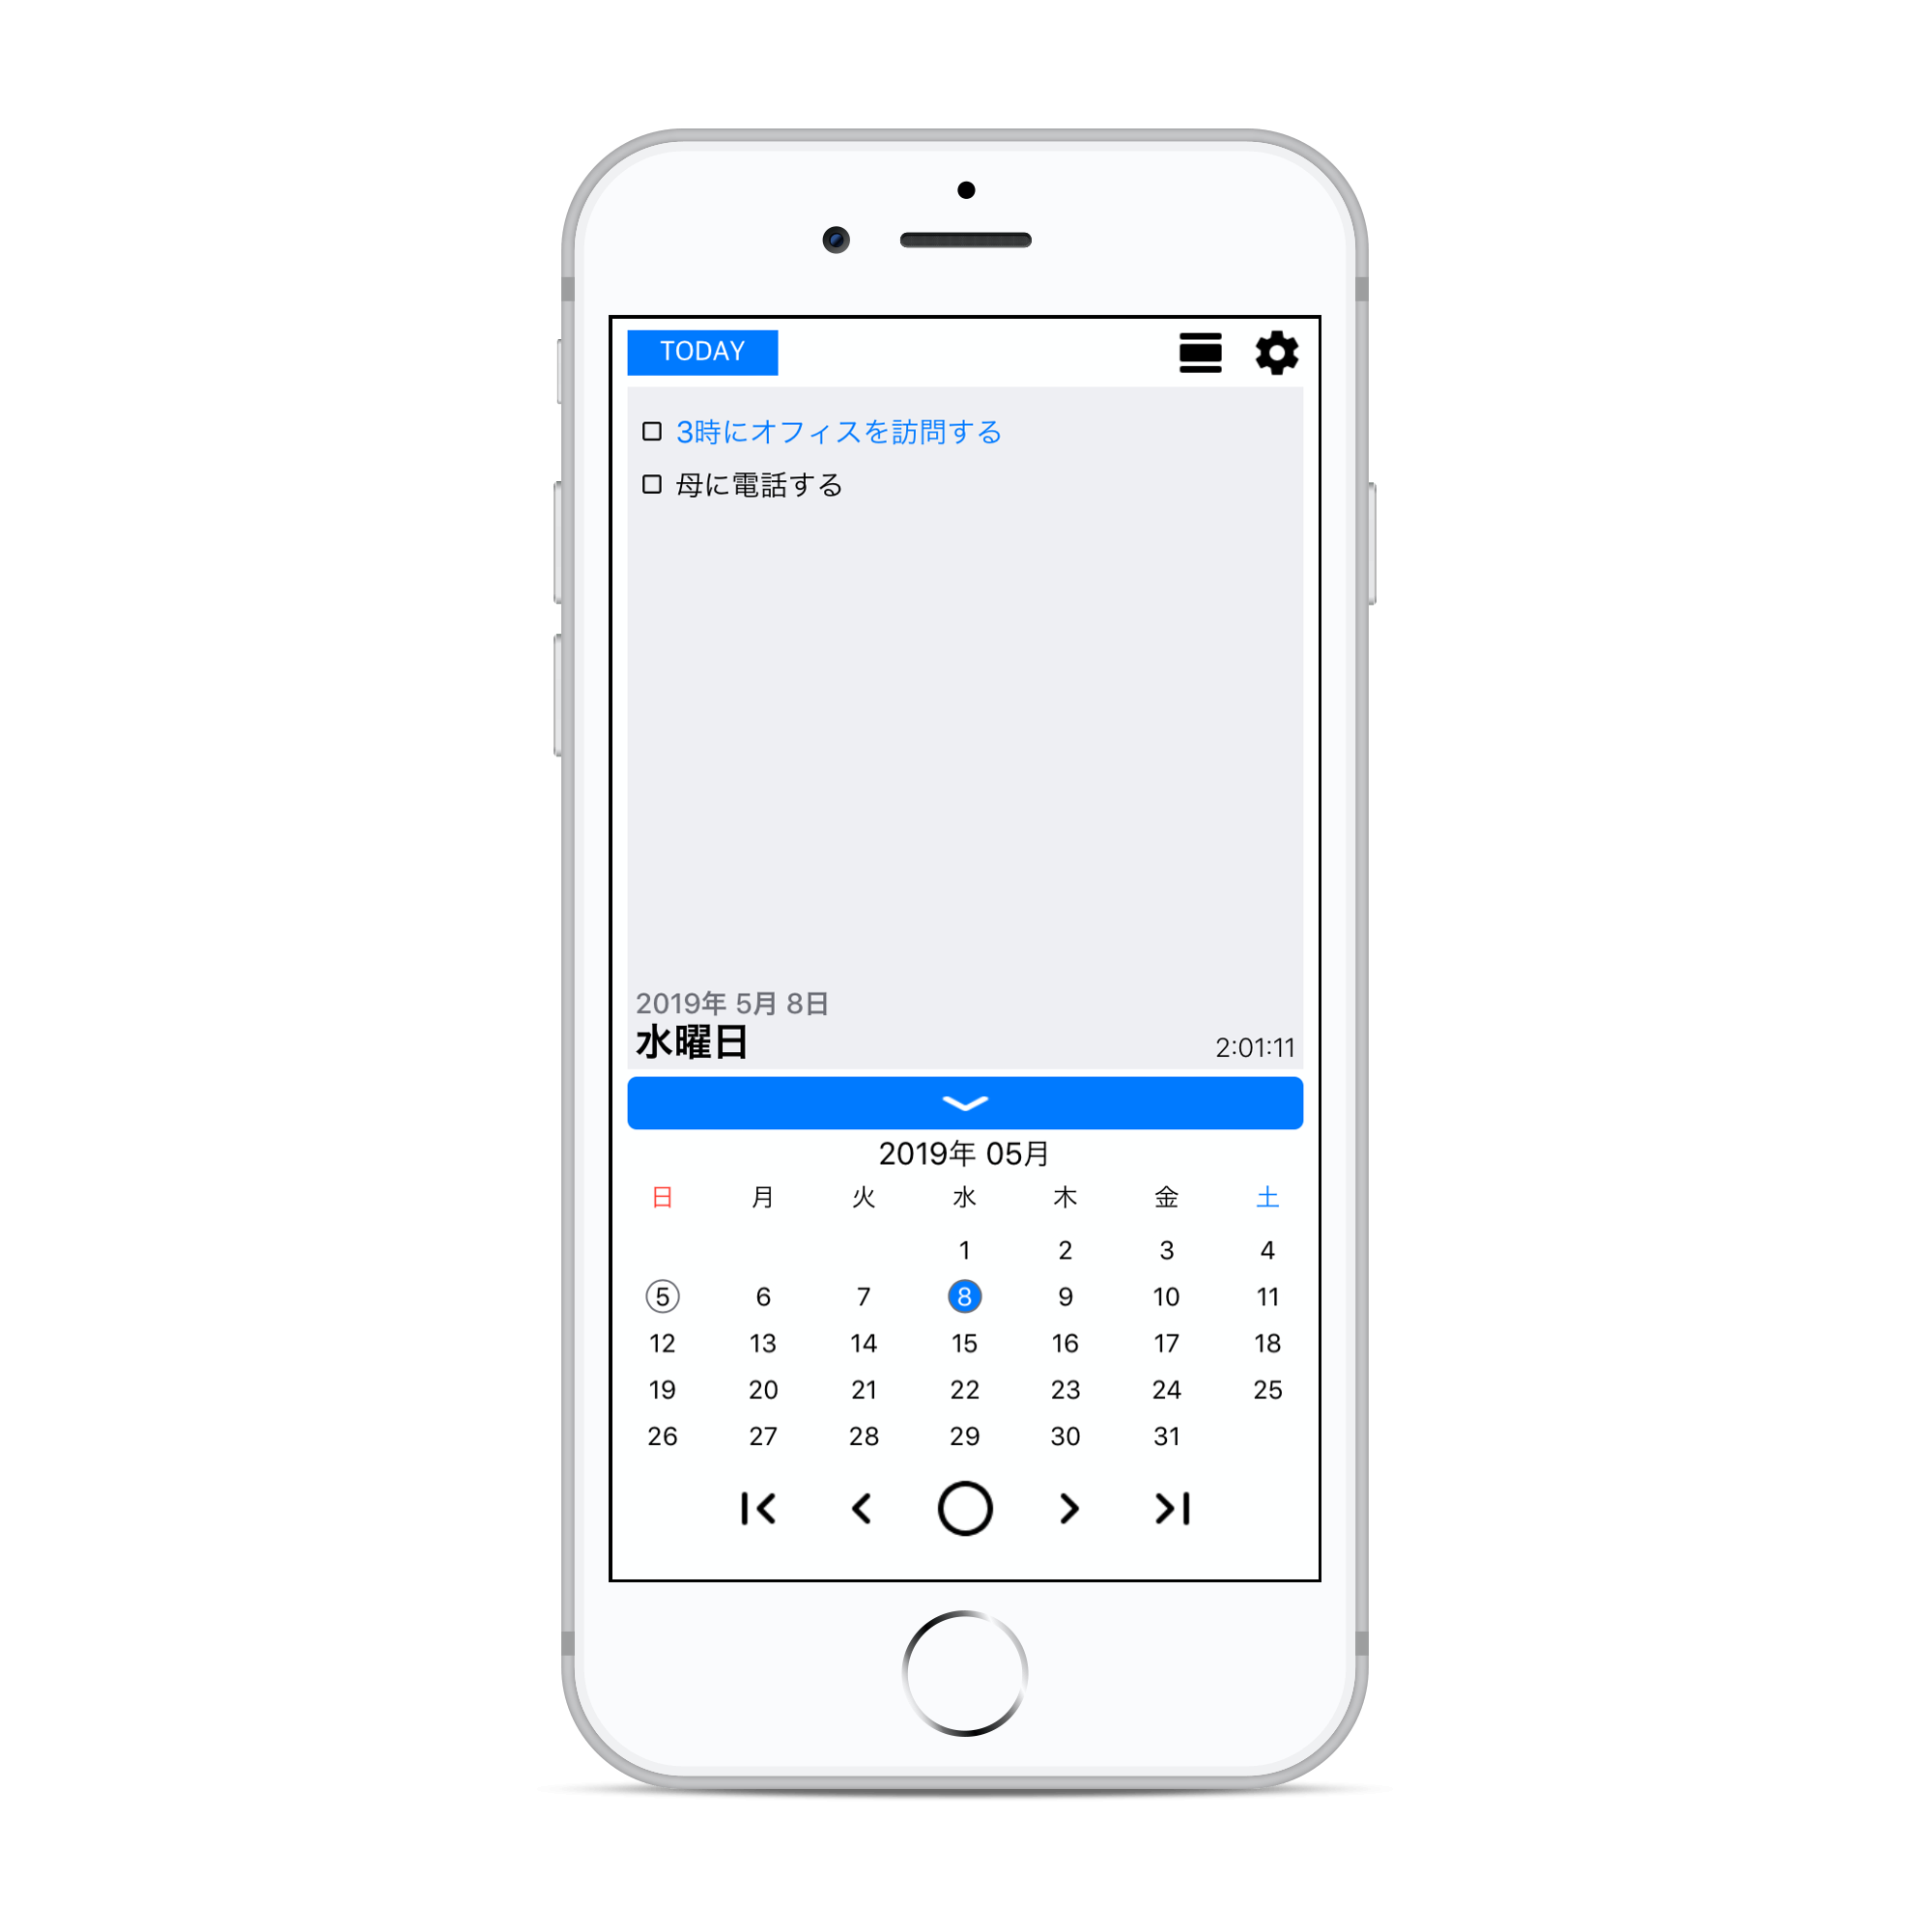 TODAY
3時にオフィスを訪問する
母に電話する
2019年 5月 8日
水曜日
2:01:11
2019年 05月
日 月 火 水 木 金 土
1 2 3 4
5 6 7 8 9 10 11
12 13 14 15 16 17 18
19 20 21 22 23 24 25
26 27 28 29 30 31